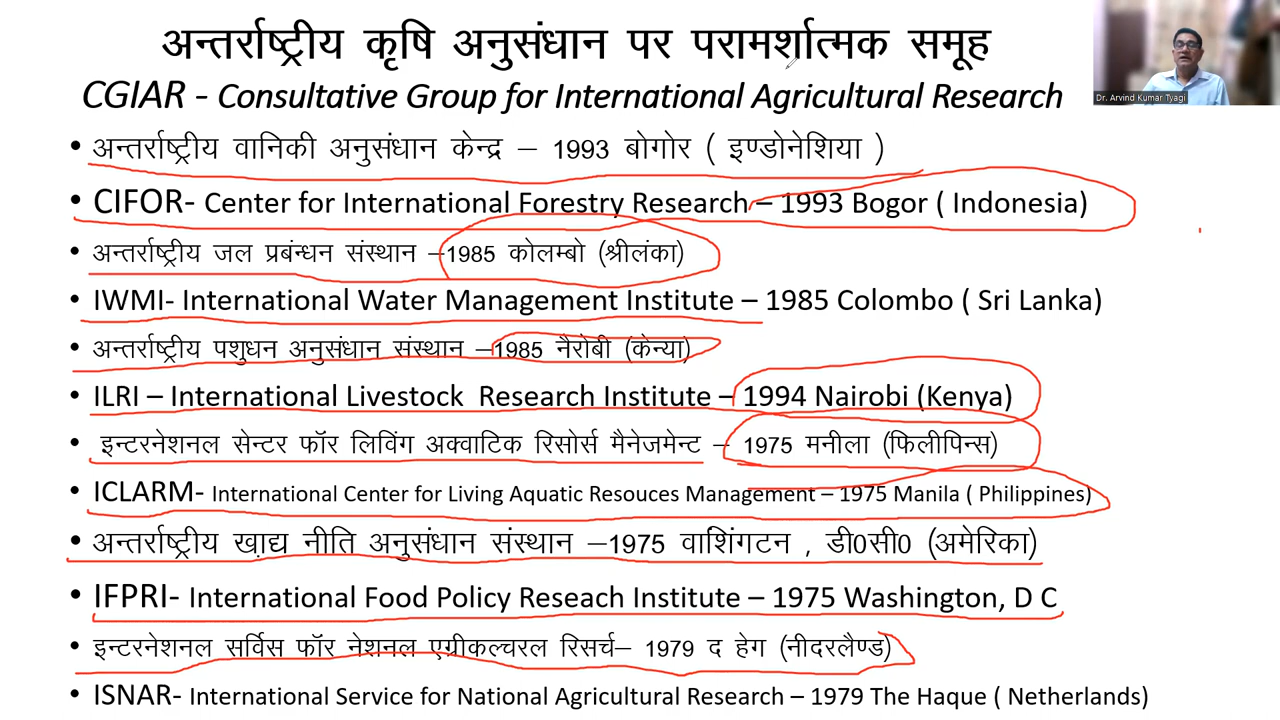 अन्तर्राष्ट्रीय कृषि अनुसंधान पर परामर्शात्मक समूह
CGIAR - Consultative Group for International Agricultural Research
Dr. Arvind Kumar Tyagi
• अन्तर्राष्ट्रीय वानिकी अनुसंधान केन्द्र – 1993 बोगोर ( इण्डोनेशिया )
• CIFOR- Center for International Forestry Research – 1993 Bogor ( Indonesia)
• अन्तर्राष्ट्रीय जल प्रबंन्धन संस्थान –1985 कोलम्बो (श्रीलंका)
• IWMI- International Water Management Institute – 1985 Colombo ( Sri Lanka)
• अन्तर्राष्ट्रीय पशुधन अनुसंधान संस्थान –1985 नैरोबी (केन्या)
• ILRI – International Livestock Research Institute – 1994 Nairobi (Kenya)
• इन्टरनेशनल सेन्टर फॉर लिविंग अक्वाटिक रिसोर्स मैनेजमेन्ट – 1975 मनीला (फिलीपिन्स)
• ICLARM- International Center for Living Aquatic Resouces Management – 1975 Manila ( Philippines)
• अन्तर्राष्ट्रीय खाद्य नीति अनुसंधान संस्थान –1975 वाशिंगटन , डी0सी0 (अमेरिका)
• IFPRI- International Food Policy Reseach Institute – 1975 Washington, D C
• इन्टरनेशनल सर्विस फॉर नेशनल एग्रीकल्चरल रिसर्च– 1979 द हेग (नीदरलैण्ड)
• ISNAR- International Service for National Agricultural Research – 1979 The Haque ( Netherlands)